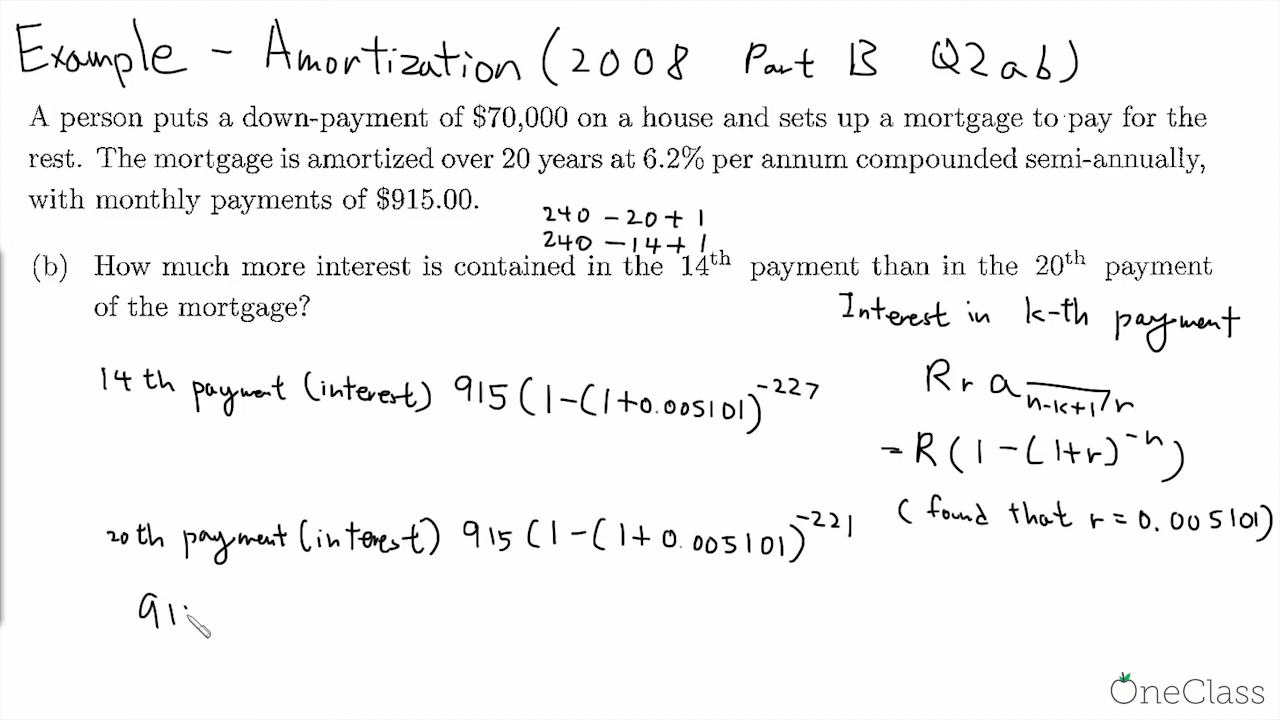 Example - Amortization (2008 Part B Q2ab)
A person puts a down-payment of $70,000 on a house and sets up a mortgage to pay for the
rest. The mortgage is amortized over 20 years at 6.2% per annum compounded semi-annually,
with monthly payments of $915.00.
240 - 20 + 1
240 - 14 + 1
(b) How much more interest is contained in the 14th payment than in the 20th payment
of the mortgage?
Interest in k-th payment
14th payment (interest) 915(1-(1+0.005101)^-227
R r a n-k+1 r
= R(1-(1+r)^-n)
(found that r = 0.005101)
20th payment (interest) 915(1-(1+0.005101)^-221
91
OneClass